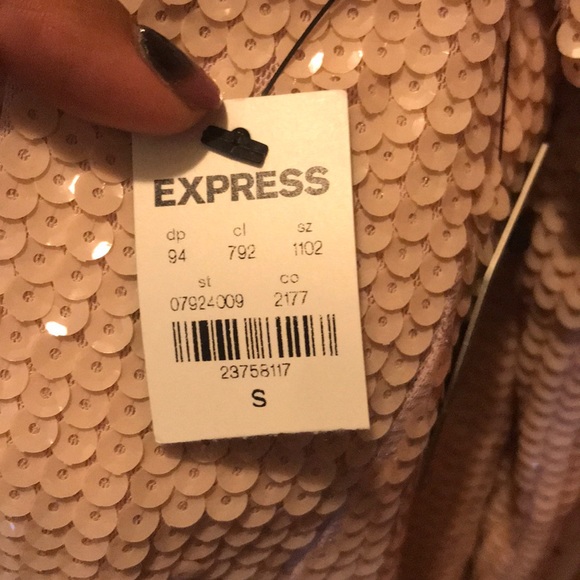 EXPRESS
dp cl sz
94 792 1102
st co
07924009 2177
23758117
S